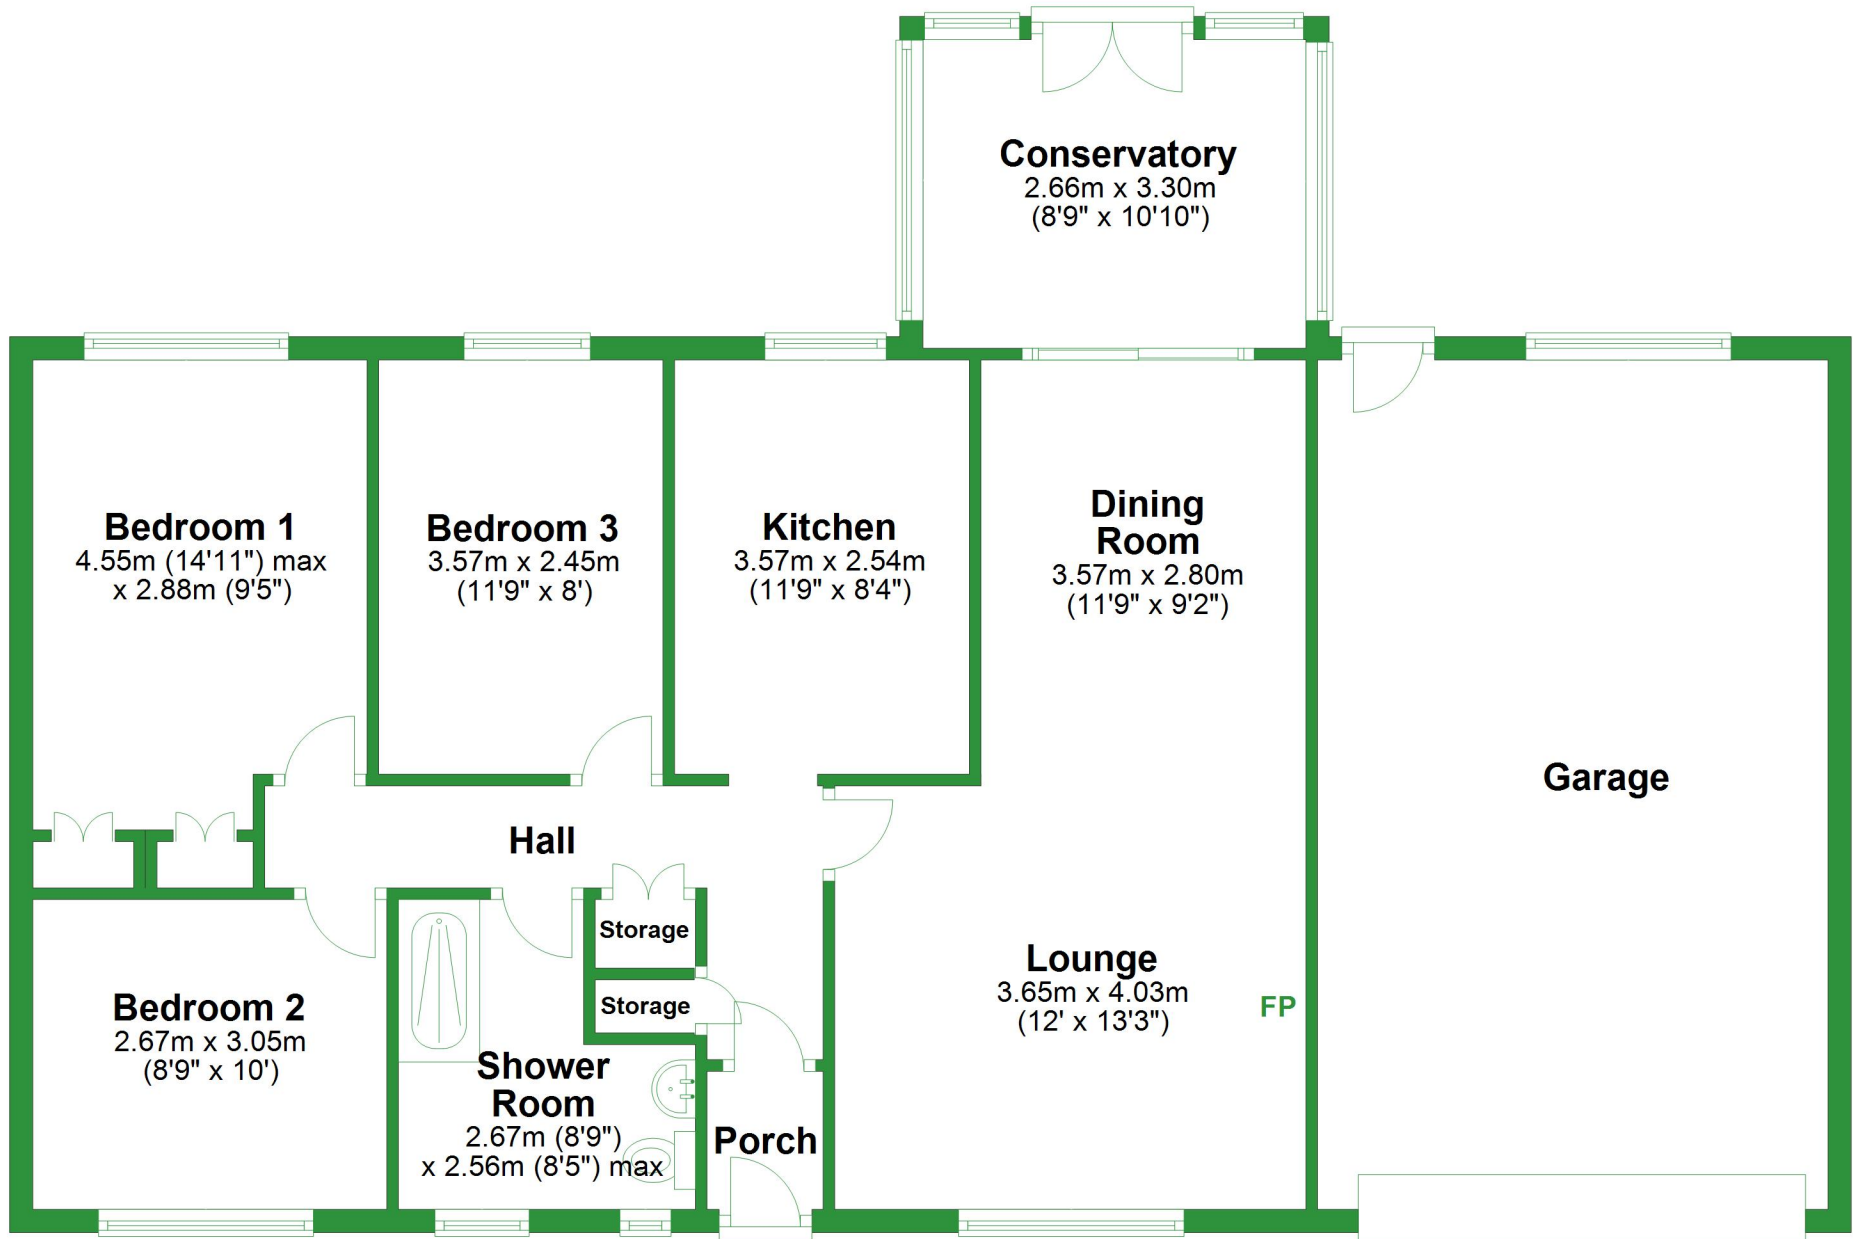 Conservatory
2.66m x 3.30m
(8'9" x 10'10")
Bedroom 1
4.55m (14'11") max
x 2.88m (9'5")
Bedroom 3
3.57m x 2.45m
(11'9" x 8')
Kitchen
3.57m x 2.54m
(11'9" x 8'4")
Dining
Room
3.57m x 2.80m
(11'9" x 9'2")
Garage
Hall
Storage
Storage
Lounge
3.65m x 4.03m
(12' x 13'3")
FP
Bedroom 2
2.67m x 3.05m
(8'9" x 10')
Shower
Room
2.67m (8'9")
x 2.56m (8'5") max
Porch